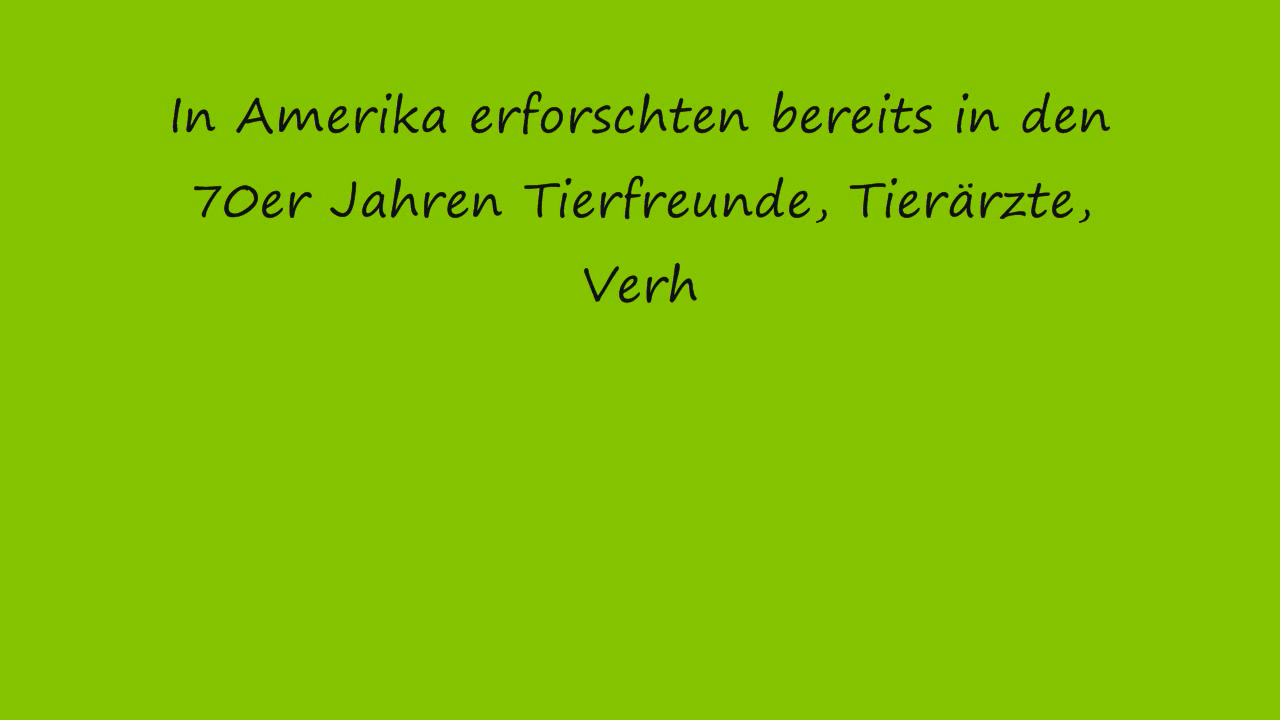 In Amerika erforschten bereits in den
70er Jahren Tierfreunde, Tierärzte,
Verh